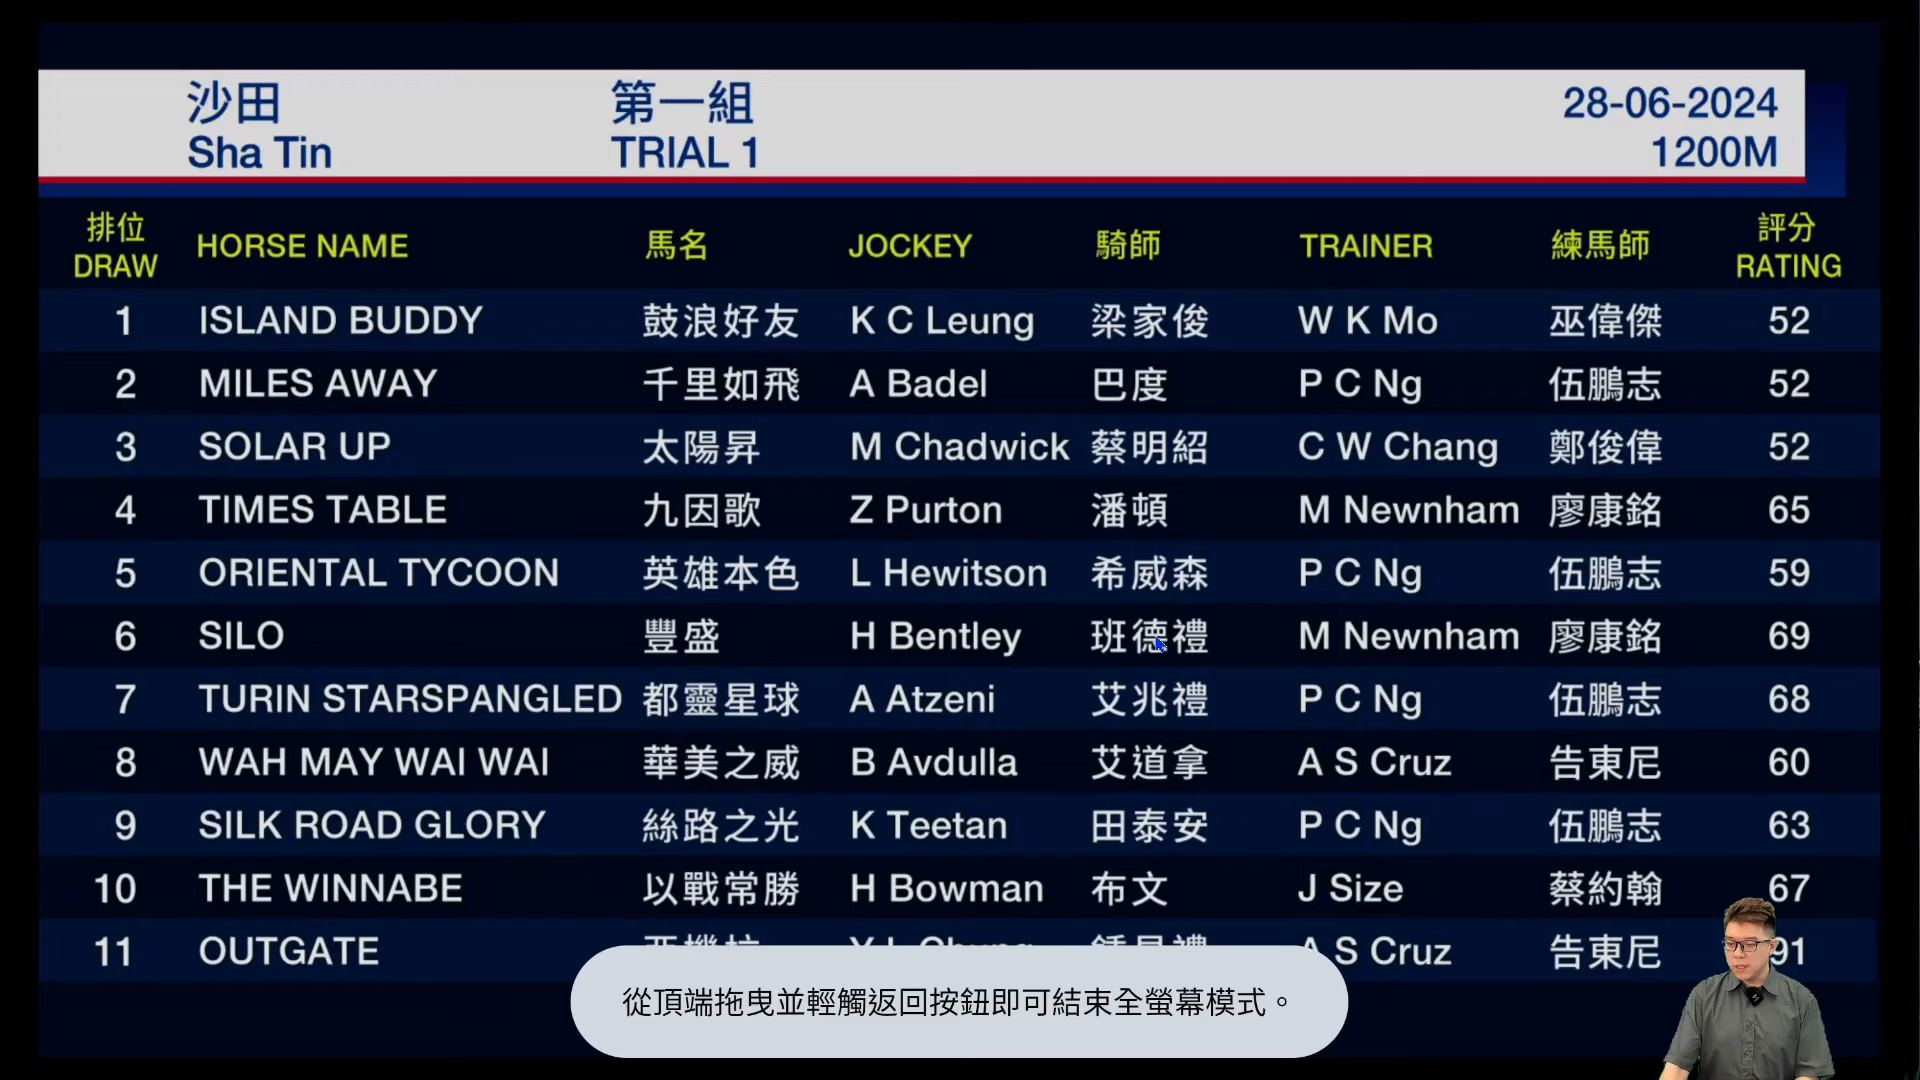 沙田 第一組 28-06-2024
Sha Tin TRIAL 1 1200M
排位 DRAW HORSE NAME 馬名 JOCKEY 騎師 TRAINER 練馬師 評分 RATING
1 ISLAND BUDDY 鼓浪好友 K C Leung 梁家俊 W K Mo 巫偉傑 52
2 MILES AWAY 千里如飛 A Badel 巴度 P C Ng 伍鵬志 52
3 SOLAR UP 太陽昇 M Chadwick 蔡明紹 C W Chang 鄭俊偉 52
4 TIMES TABLE 九因歌 Z Purton 潘頓 M Newnham 廖康銘 65
5 ORIENTAL TYCOON 英雄本色 L Hewitson 希威森 P C Ng 伍鵬志 59
6 SILO 豐盛 H Bentley 班德禮 M Newnham 廖康銘 69
7 TURIN STARSPANGLED 都靈星球 A Atzeni 艾兆禮 P C Ng 伍鵬志 68
8 WAH MAY WAI WAI 華美之威 B Avdulla 艾道拿 A S Cruz 告東尼 60
9 SILK ROAD GLORY 絲路之光 K Teetan 田泰安 P C Ng 伍鵬志 63
10 THE WINNABE 以戰常勝 H Bowman 布文 J Size 蔡約翰 67
11 OUTGATE A S Cruz 告東尼 91
從頂端拖曳並輕觸返回按鈕即可結束全螢幕模式。